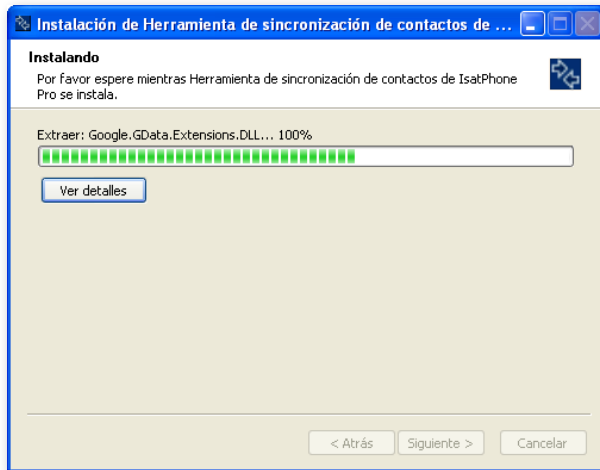 Instalación de Herramienta de sincronización de contactos de ...
Instalando
Por favor espere mientras Herramienta de sincronización de contactos de IsatPhone
Pro se instala.
Extraer: Google.GData.Extensions.DLL... 100%
Ver detalles
< Atrás
Siguiente >
Cancelar